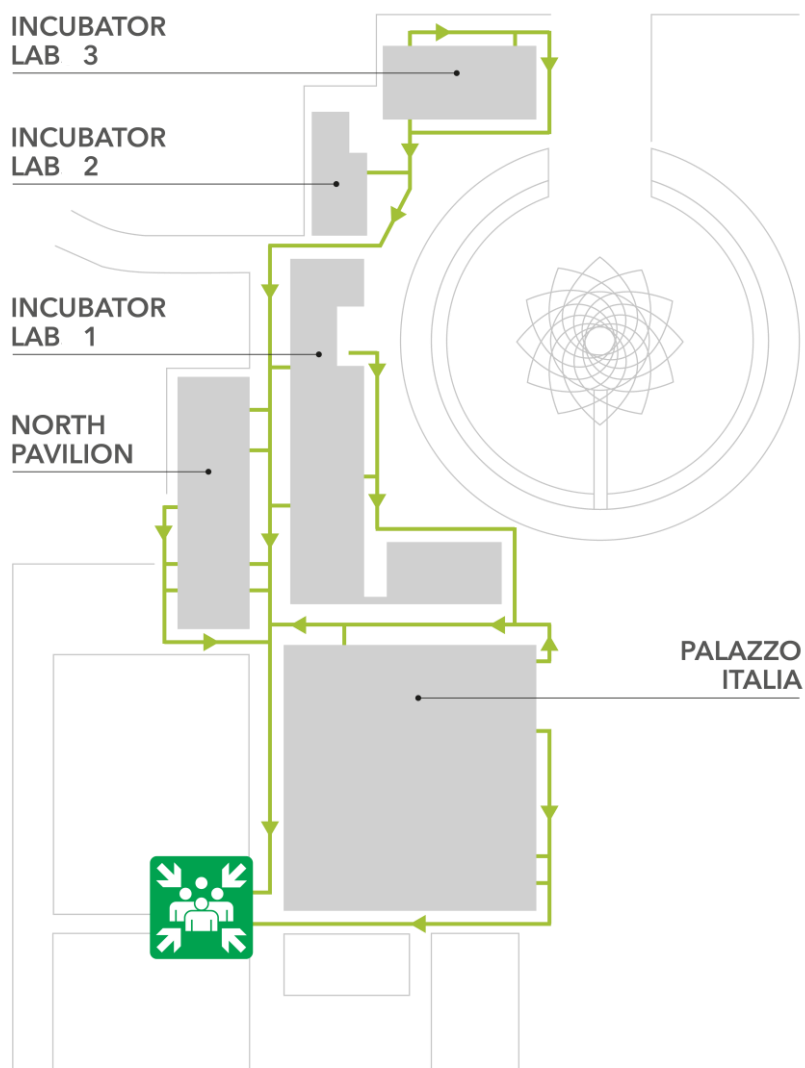 INCUBATOR
LAB 3
INCUBATOR
LAB 2
INCUBATOR
LAB 1
NORTH
PAVILION
PALAZZO
ITALIA